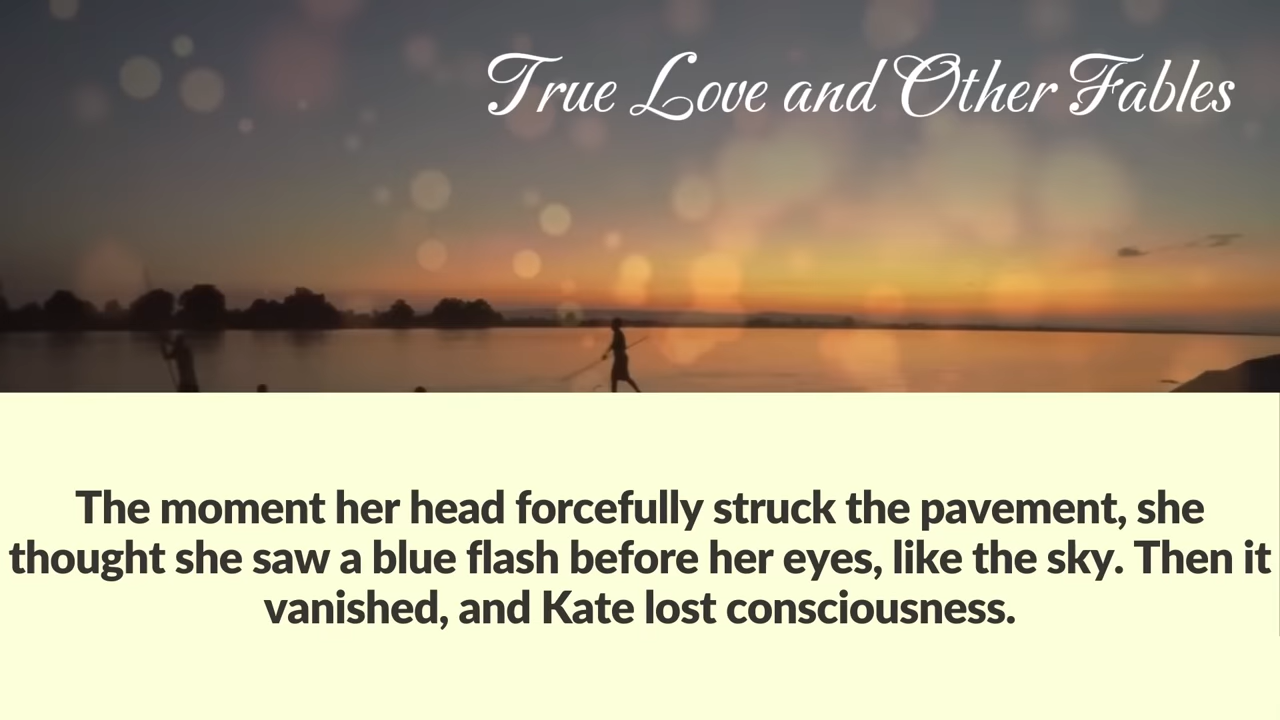 True Love and Other Fables
The moment her head forcefully struck the pavement, she
thought she saw a blue flash before her eyes, like the sky. Then it
vanished, and Kate lost consciousness.